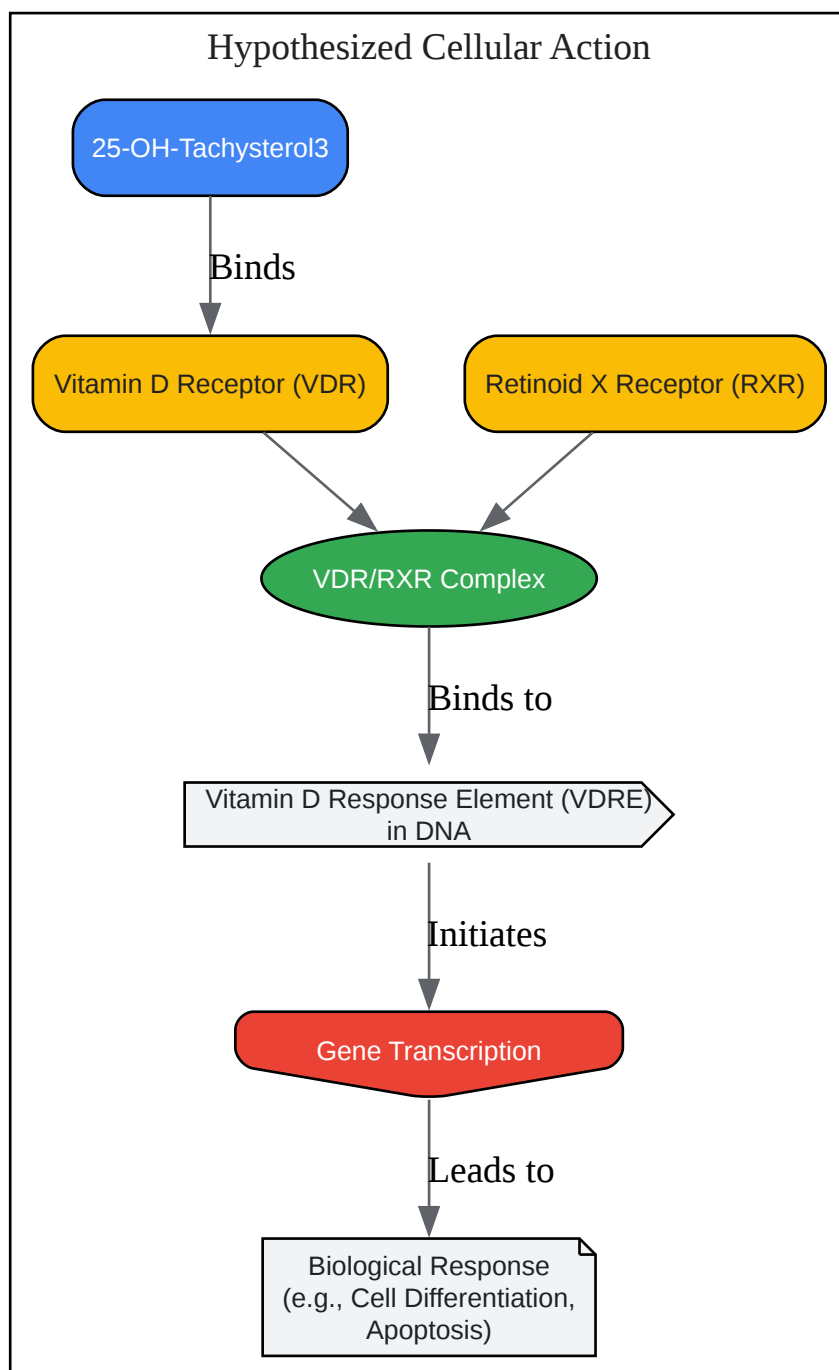 Hypothesized Cellular Action
25-OH-Tachysterol3
Binds
Vitamin D Receptor (VDR)
Retinoid X Receptor (RXR)
VDR/RXR Complex
Binds to
Vitamin D Response Element (VDRE)
in DNA
Initiates
Gene Transcription
Leads to
Biological Response
(e.g., Cell Differentiation,
Apoptosis)